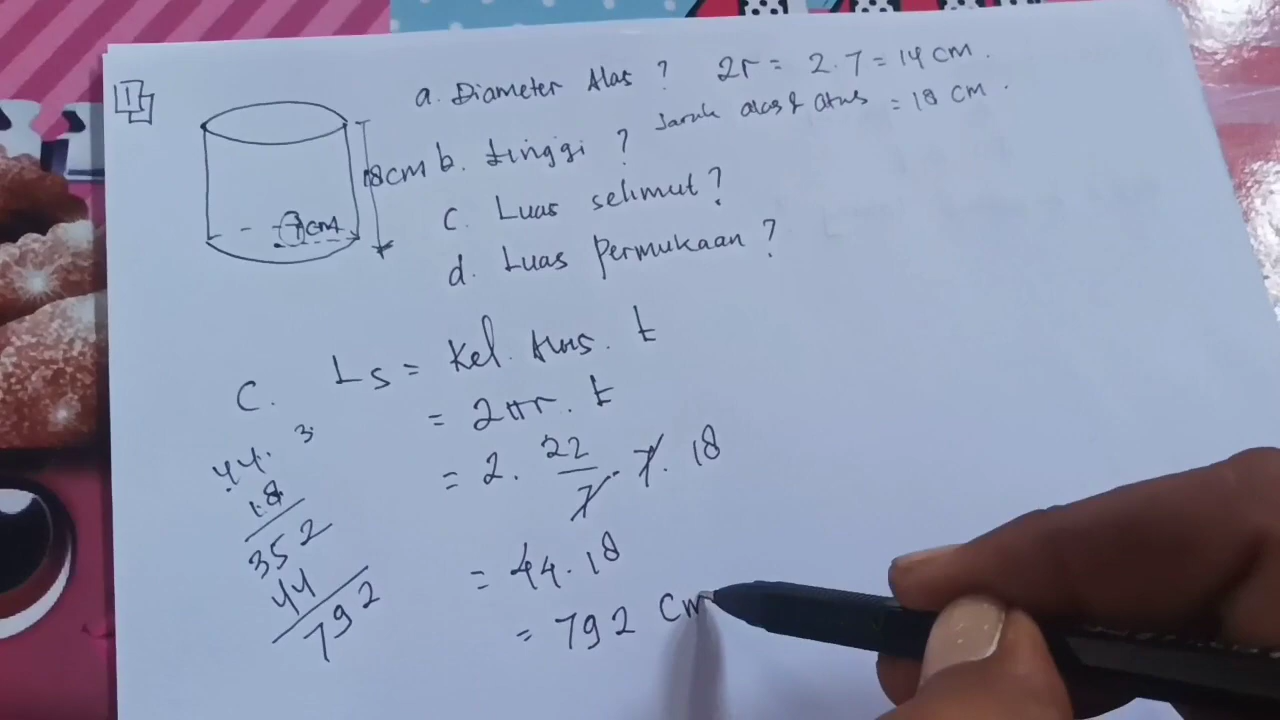 1
a. Diameter Alas ? 2r = 2.7 = 14 cm.
18cm b. tinggi ? Jarak alas & atas = 18 cm.
7cm
c. Luas selimut ?
d. Luas Permukaan ?
C. Ls = Kel. Alas. t
= 2πr. t
= 2. 22/7 . 7. 18
= 44.18
= 792 cm
44. 3
18
352
44
792